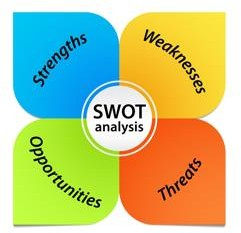 Strengths
Weaknesses
SWOT
analysis
Opportunities
Threats